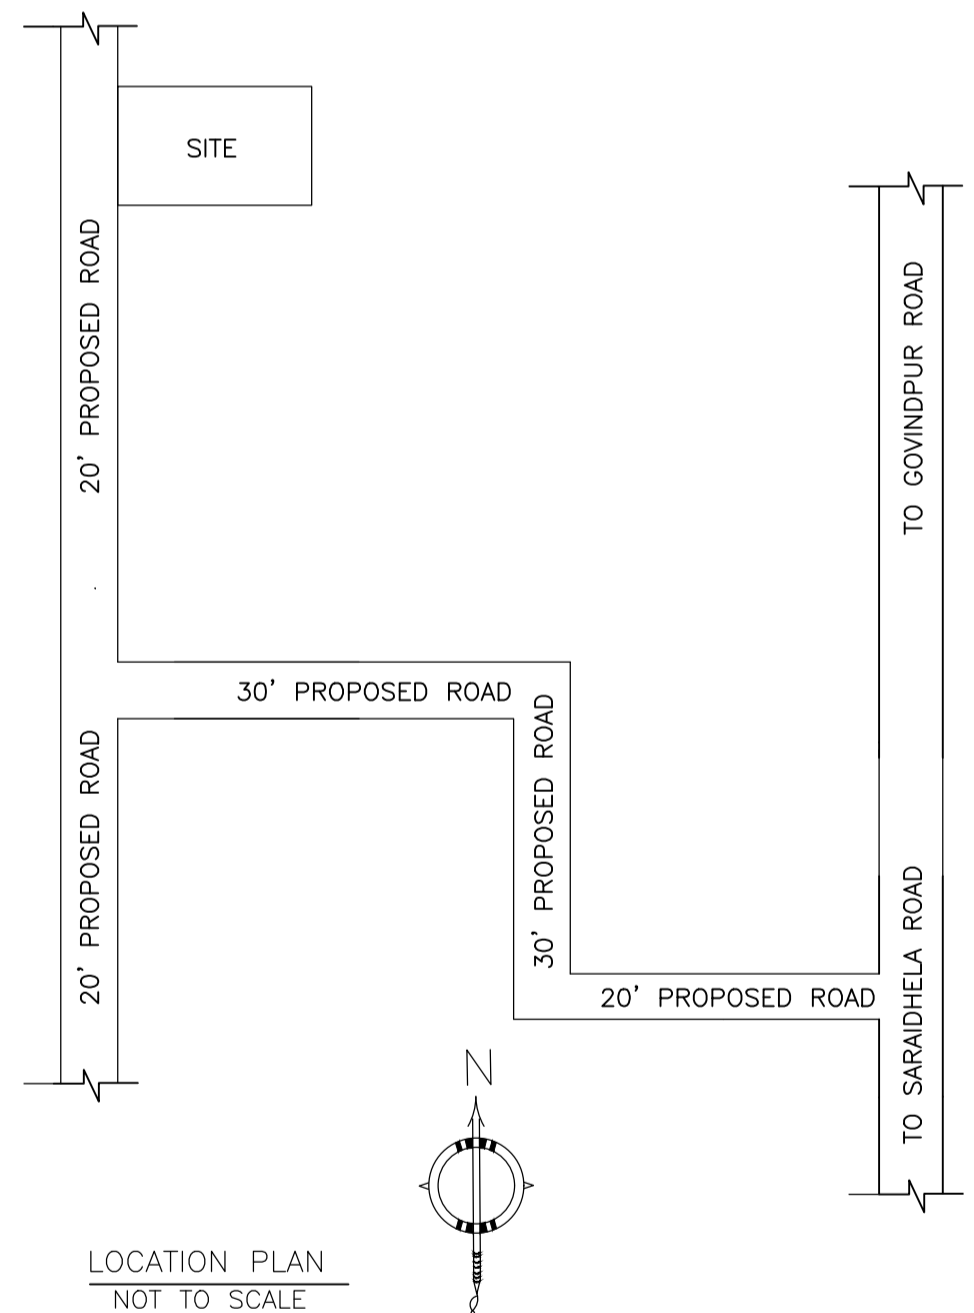 SITE
20' PROPOSED ROAD
TO GOVINDPUR ROAD
30' PROPOSED ROAD
30' PROPOSED ROAD
20' PROPOSED ROAD
20' PROPOSED ROAD
TO SARAIDHELA ROAD
N
LOCATION PLAN
NOT TO SCALE